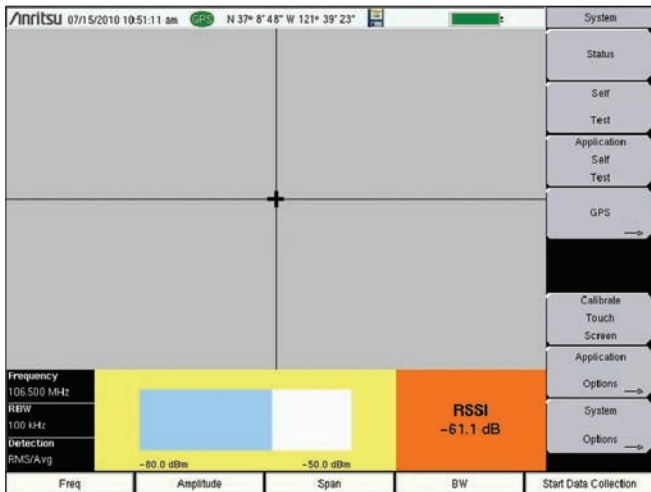 Anritsu 07/15/2010 10:51:11 am GPS N 37° 8' 48" W 121° 39' 23"
System
Status
Self
Test
Application
Self
Test
GPS
Calibrate
Touch
Screen
Application
Options
System
Options
Frequency
106.500 MHz
RBW
100 kHz
Detection
RMS/Avg
-80.0 dBm
-50.0 dBm
RSSI
-61.1 dB
Freq
Amplitude
Span
BW
Start Data Collection